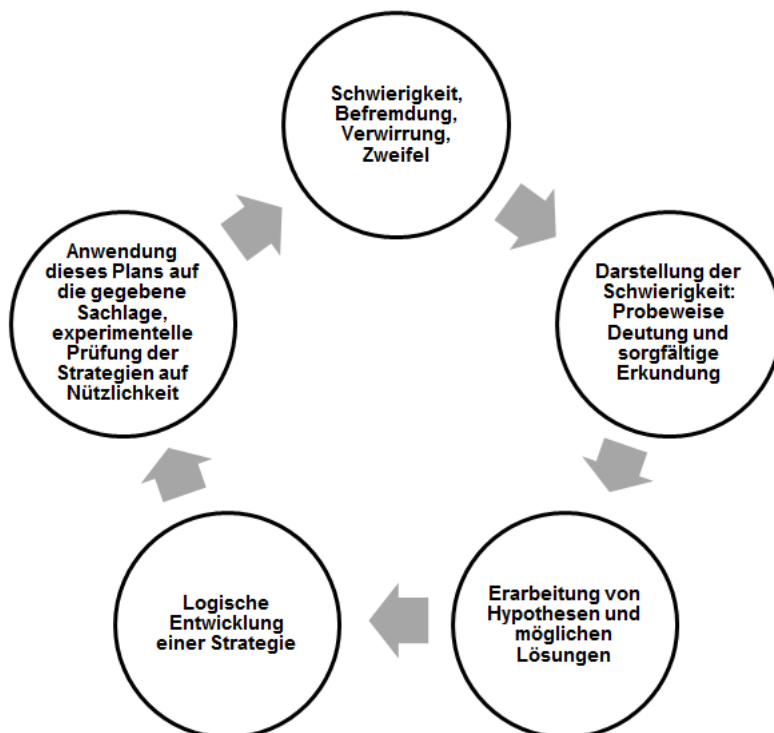 Schwierigkeit,
Befremdung,
Verwirrung,
Zweifel
Darstellung der
Schwierigkeit:
Probeweise
Deutung und
sorgfältige
Erkundung
Erarbeitung von
Hypothesen und
möglichen
Lösungen
Logische
Entwicklung
einer Strategie
Anwendung
dieses Plans auf
die gegebene
Sachlage,
experimentelle
Prüfung der
Strategien auf
Nützlichkeit